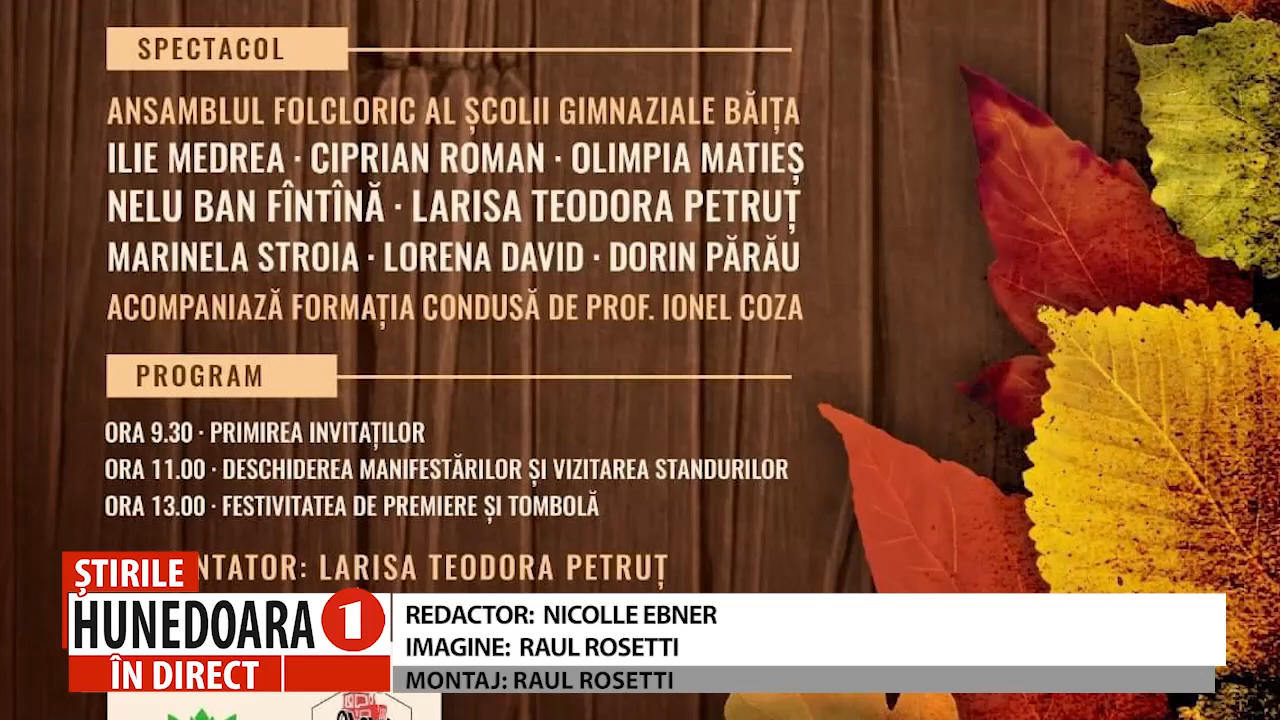 SPECTACOL
ANSAMBLUL FOLCLORIC AL ȘCOLII GIMNAZIALE BĂIȚA
ILIE MEDREA · CIPRIAN ROMAN · OLIMPIA MATIEȘ
NELU BAN FÎNTÎNĂ · LARISA TEODORA PETRUȚ
MARINELA STROIA · LORENA DAVID · DORIN PĂRĂU
ACOMPANIAZĂ FORMAȚIA CONDUSĂ DE PROF. IONEL COZA
PROGRAM
ORA 9.30 · PRIMIREA INVITAȚILOR
ORA 11.00 · DESCHIDEREA MANIFESTĂRILOR ȘI VIZITAREA STANDURILOR
ORA 13.00 · FESTIVITATEA DE PREMIERE ȘI TOMBOLĂ
NTATOR: LARISA TEODORA PETRUȚ
ȘTIRILE
HUNEDOARA 1
ÎN DIRECT
REDACTOR: NICOLLE EBNER
IMAGINE: RAUL ROSETTI
MONTAJ: RAUL ROSETTI